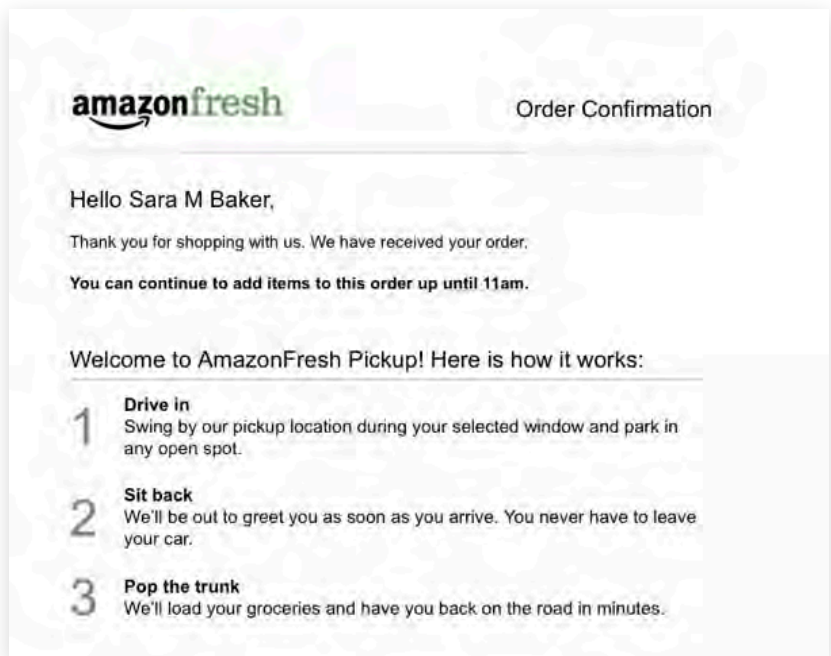 amazonfresh
Order Confirmation
Hello Sara M Baker,
Thank you for shopping with us. We have received your order.
You can continue to add items to this order up until 11am.
Welcome to AmazonFresh Pickup! Here is how it works:
1
Drive in
Swing by our pickup location during your selected window and park in
any open spot.
2
Sit back
We'll be out to greet you as soon as you arrive. You never have to leave
your car.
3
Pop the trunk
We'll load your groceries and have you back on the road in minutes.